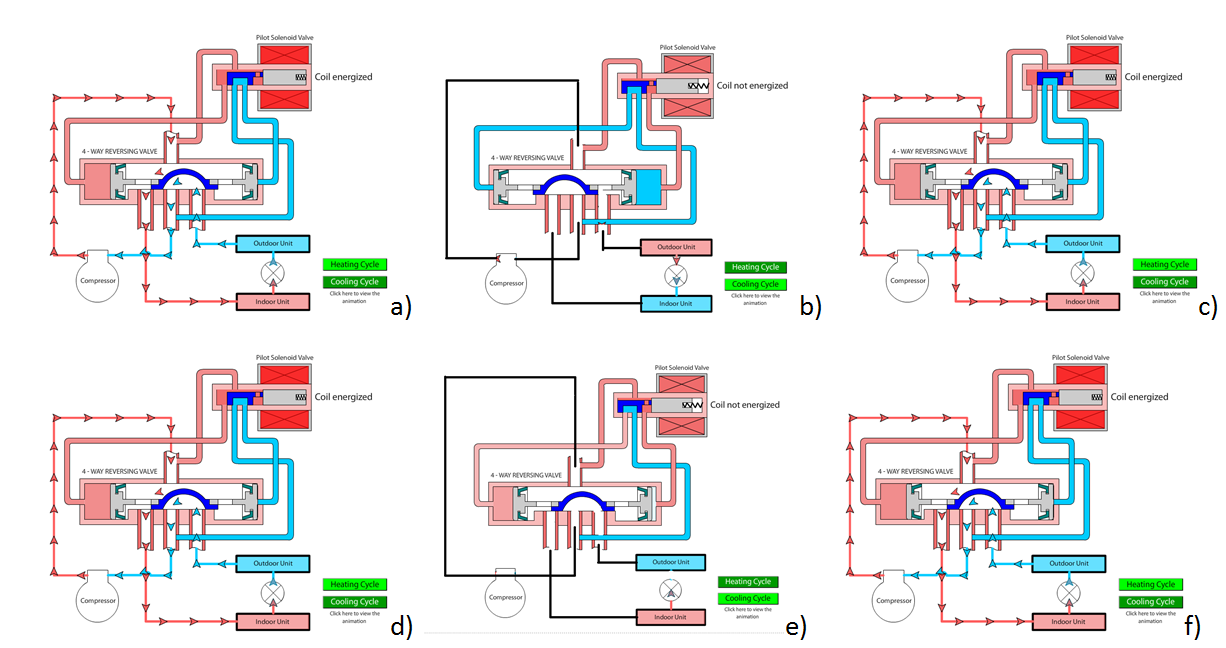 Pilot Solenoid Valve
Coil energized
4 - WAY REVERSING VALVE
Outdoor Unit
Compressor
Heating Cycle
Cooling Cycle
Click here to view the
animation
Indoor Unit
a)
Pilot Solenoid Valve
Coil not energized
4 - WAY REVERSING VALVE
Outdoor Unit
Compressor
Heating Cycle
Cooling Cycle
Click here to view the
animation
Indoor Unit
b)
Pilot Solenoid Valve
Coil energized
4 - WAY REVERSING VALVE
Outdoor Unit
Compressor
Heating Cycle
Cooling Cycle
Click here to view the
animation
Indoor Unit
c)
Pilot Solenoid Valve
Coil energized
4 - WAY REVERSING VALVE
Outdoor Unit
Compressor
Heating Cycle
Cooling Cycle
Click here to view the
animation
Indoor Unit
d)
Pilot Solenoid Valve
Coil not energized
4 - WAY REVERSING VALVE
Outdoor Unit
Compressor
Heating Cycle
Cooling Cycle
Click here to view the
animation
Indoor Unit
e)
Pilot Solenoid Valve
Coil energized
4 - WAY REVERSING VALVE
Outdoor Unit
Compressor
Heating Cycle
Cooling Cycle
Click here to view the
animation
Indoor Unit
f)